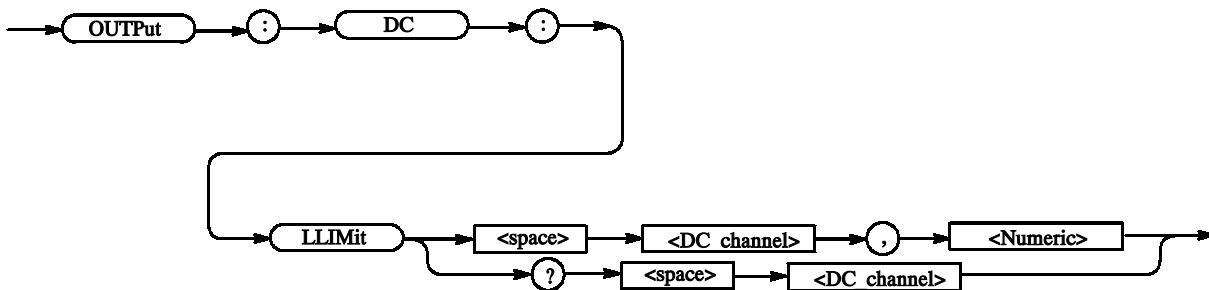 OUTPut : DC :
LLIMit <space> <DC channel> , <Numeric>
? <space> <DC channel>